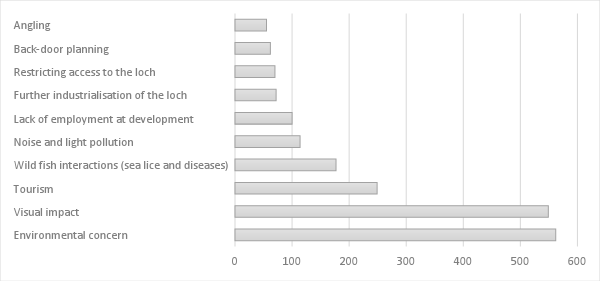 Angling
Back-door planning
Restricting access to the loch
Further industrialisation of the loch
Lack of employment at development
Noise and light pollution
Wild fish interactions (sea lice and diseases)
Tourism
Visual impact
Environmental concern
0 100 200 300 400 500 600